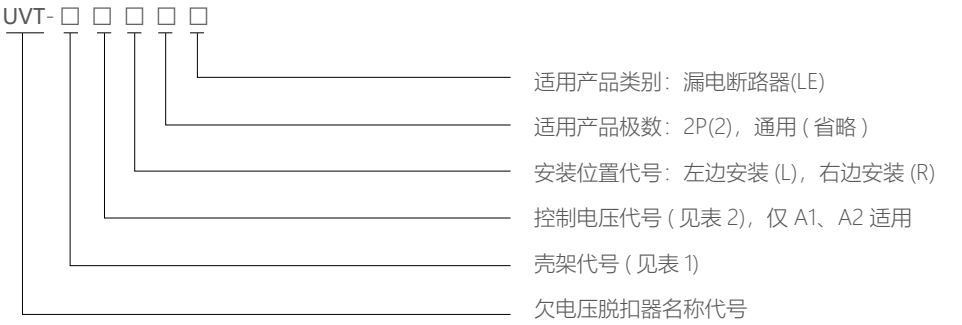 UVT-□ □ □ □ □
适用产品类别：漏电断路器(LE)
适用产品极数：2P(2)，通用 ( 省略 )
安装位置代号：左边安装 (L)，右边安装 (R)
控制电压代号 ( 见表 2)，仅 A1、A2 适用
壳架代号 ( 见表 1)
欠电压脱扣器名称代号